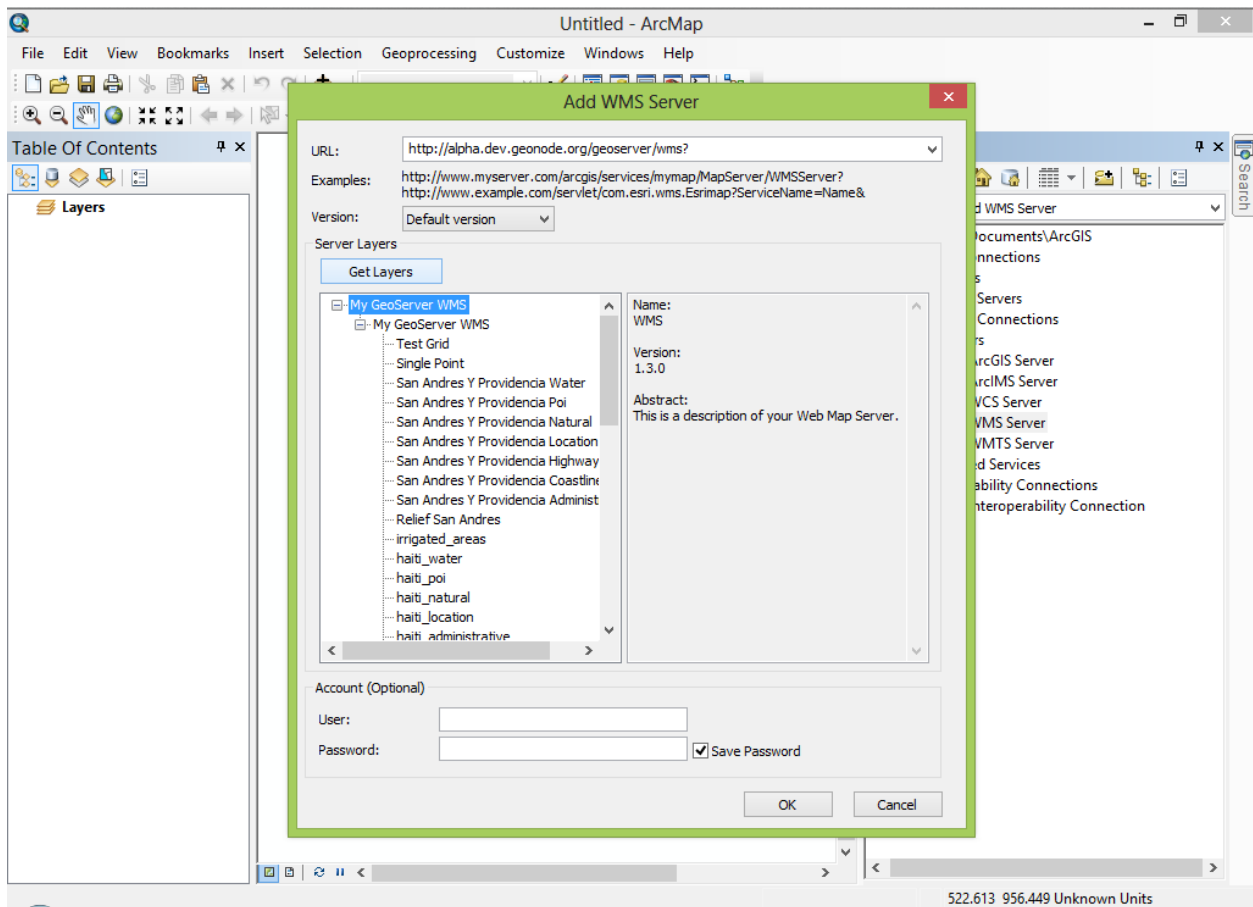 Untitled - ArcMap
File Edit View Bookmarks Insert Selection Geoprocessing Customize Windows Help
Add WMS Server
Table Of Contents
Layers
URL: http://alpha.dev.geonode.org/geoserver/wms?
Examples: http://www.myserver.com/arcgis/services/mymap/MapServer/WMSServer?
http://www.example.com/servlet/com.esri.wms.Esrimap?ServiceName=Name&
Version: Default version
Server Layers
Get Layers
My GeoServer WMS
My GeoServer WMS
Test Grid
Single Point
San Andres Y Providencia Water
San Andres Y Providencia Poi
San Andres Y Providencia Natural
San Andres Y Providencia Location
San Andres Y Providencia Highway
San Andres Y Providencia Coastline
San Andres Y Providencia Administ
Relief San Andres
irrigated_areas
haiti_water
haiti_poi
haiti_natural
haiti_location
haiti_administrative
Name:
WMS
Version:
1.3.0
Abstract:
This is a description of your Web Map Server.
Account (Optional)
User:
Password:
Save Password
OK Cancel
d WMS Server
ocuments\ArcGIS
nnections
s
Servers
Connections
rs
rcGIS Server
rcIMS Server
WCS Server
WMS Server
WMTS Server
ed Services
ability Connections
nteroperability Connection
Search
522.613 956.449 Unknown Units